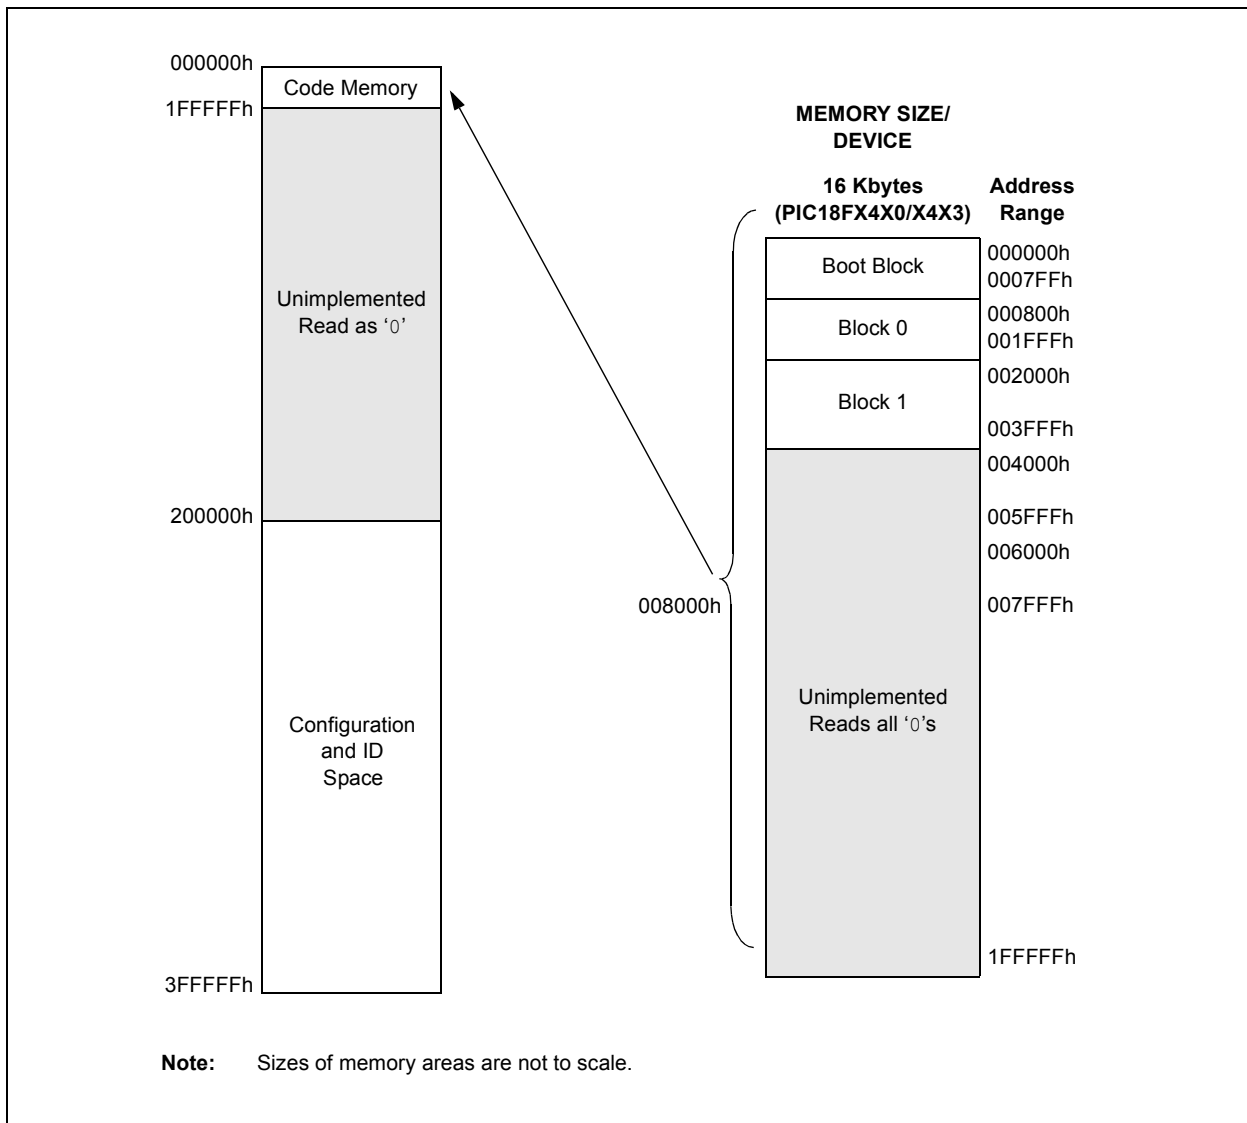 000000h
Code Memory
1FFFFFh
Unimplemented
Read as ‘0’
200000h
Configuration
and ID
Space
3FFFFFh
MEMORY SIZE/
DEVICE
16 Kbytes
(PIC18FX4X0/X4X3)
Address
Range
Boot Block
000000h
0007FFh
Block 0
000800h
001FFFh
Block 1
002000h
003FFFh
004000h
005FFFh
006000h
007FFFh
008000h
Unimplemented
Reads all ‘0’s
1FFFFFh
Note: Sizes of memory areas are not to scale.